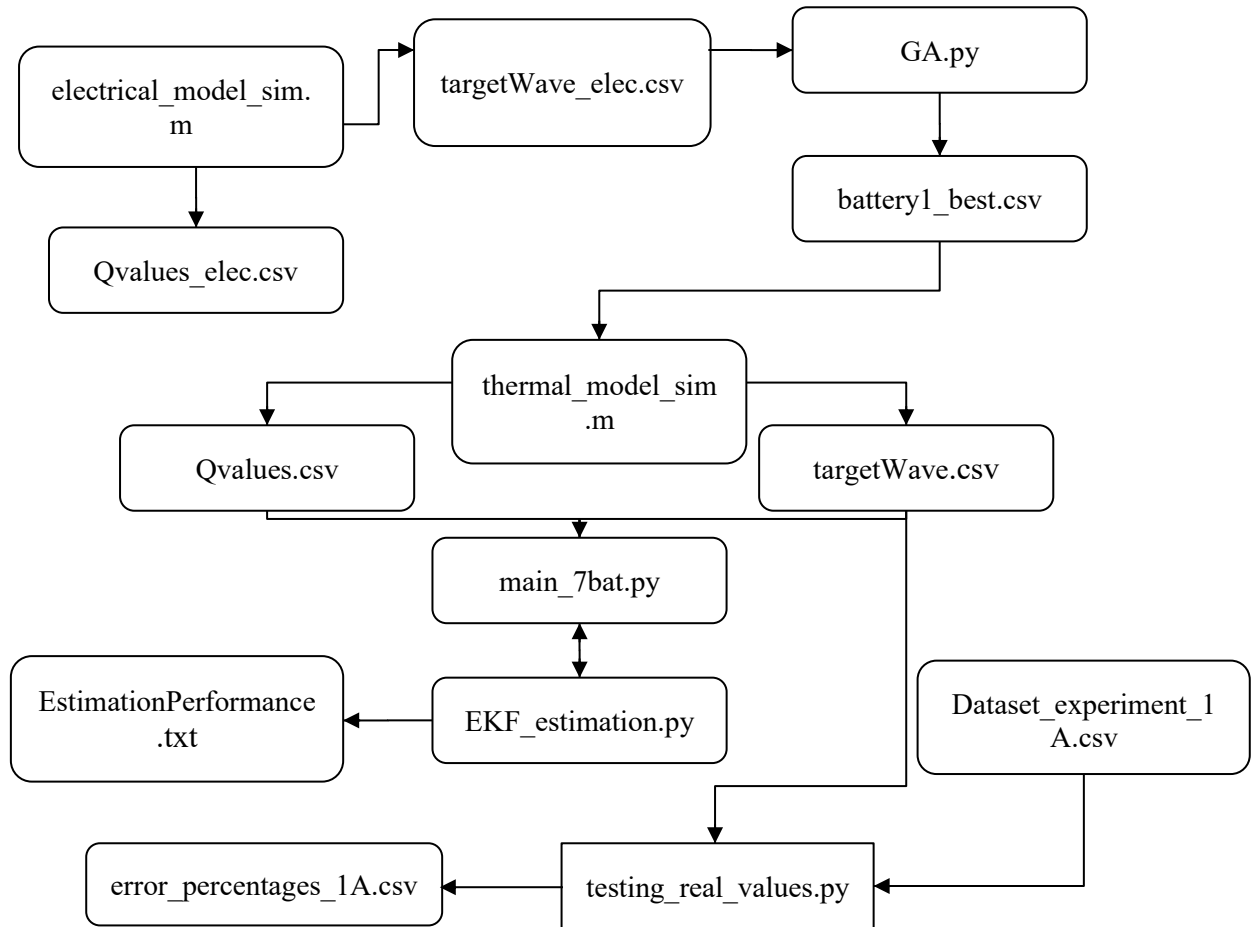 electrical_model_sim.
m
targetWave_elec.csv
GA.py
battery1_best.csv
Qvalues_elec.csv
thermal_model_sim
.m
Qvalues.csv
targetWave.csv
main_7bat.py
EstimationPerformance
.txt
EKF_estimation.py
Dataset_experiment_1
A.csv
error_percentages_1A.csv
testing_real_values.py